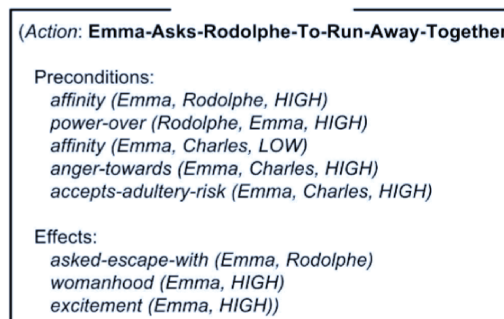 (Action: Emma-Asks-Rodolphe-To-Run-Away-Together
Preconditions:
affinity (Emma, Rodolphe, HIGH)
power-over (Rodolphe, Emma, HIGH)
affinity (Emma, Charles, LOW)
anger-towards (Emma, Charles, HIGH)
accepts-adultery-risk (Emma, Charles, HIGH)
Effects:
asked-escape-with (Emma, Rodolphe)
womanhood (Emma, HIGH)
excitement (Emma, HIGH))